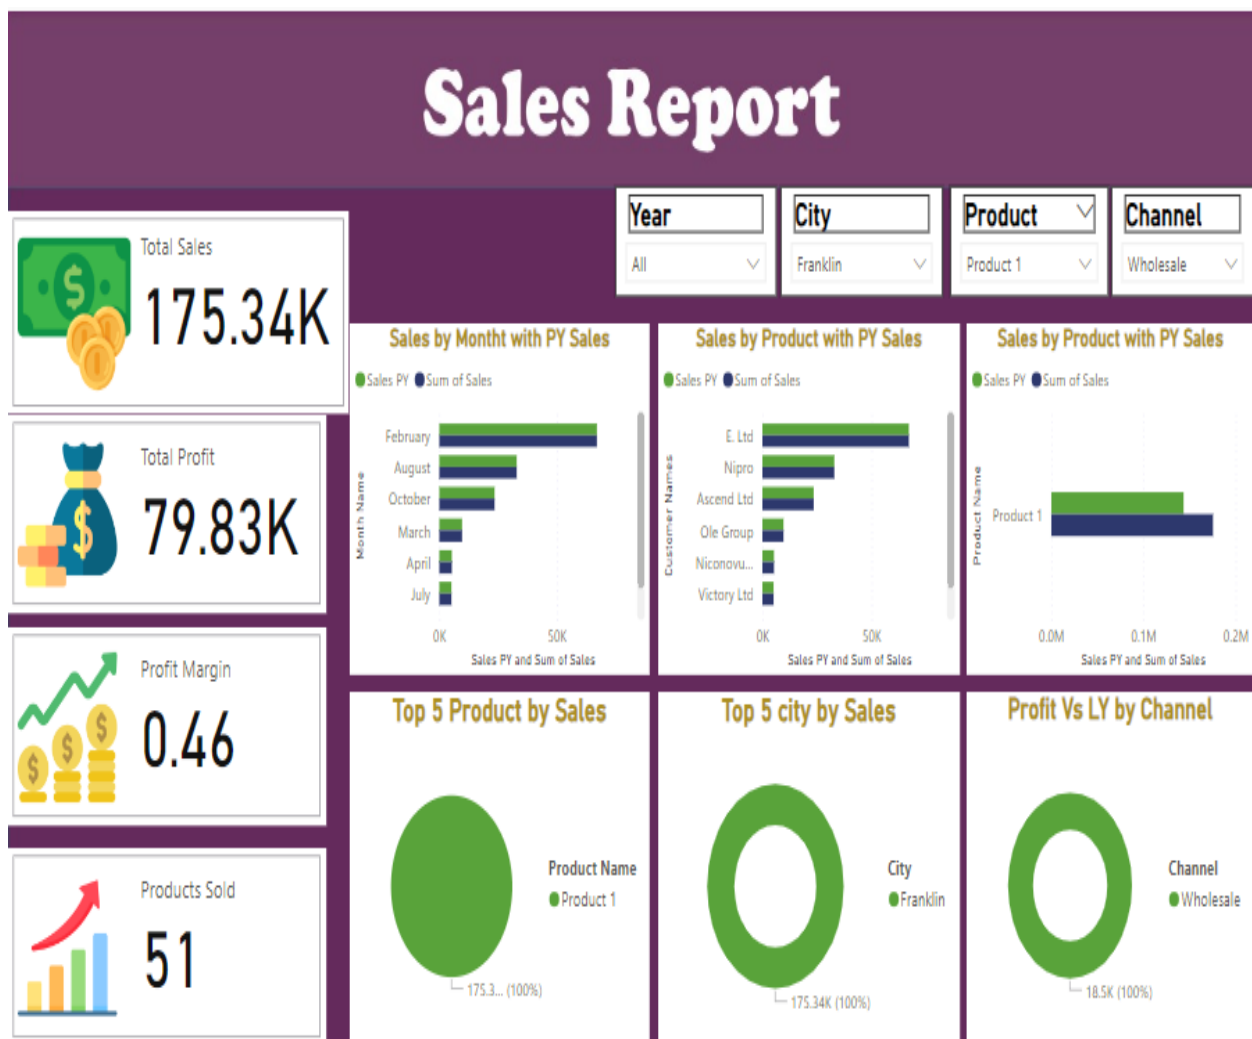 Sales Report
Year
City
Product
Channel
All
Franklin
Product 1
Wholesale
Total Sales
175.34K
Total Profit
79.83K
Profit Margin
0.46
Products Sold
51
Sales by Montht with PY Sales
Sales PY Sum of Sales
Month Name
February
August
October
March
April
July
0K 50K
Sales PY and Sum of Sales
Sales by Product with PY Sales
Sales PY Sum of Sales
Customer Names
E. Ltd
Nipro
Ascend Ltd
Ole Group
Niconovu...
Victory Ltd
0K 50K
Sales PY and Sum of Sales
Sales by Product with PY Sales
Sales PY Sum of Sales
Product Name
Product 1
0.0M 0.1M 0.2M
Sales PY and Sum of Sales
Top 5 Product by Sales
Product Name
Product 1
175.3... (100%)
Top 5 city by Sales
City
Franklin
175.34K (100%)
Profit Vs LY by Channel
Channel
Wholesale
18.5K (100%)